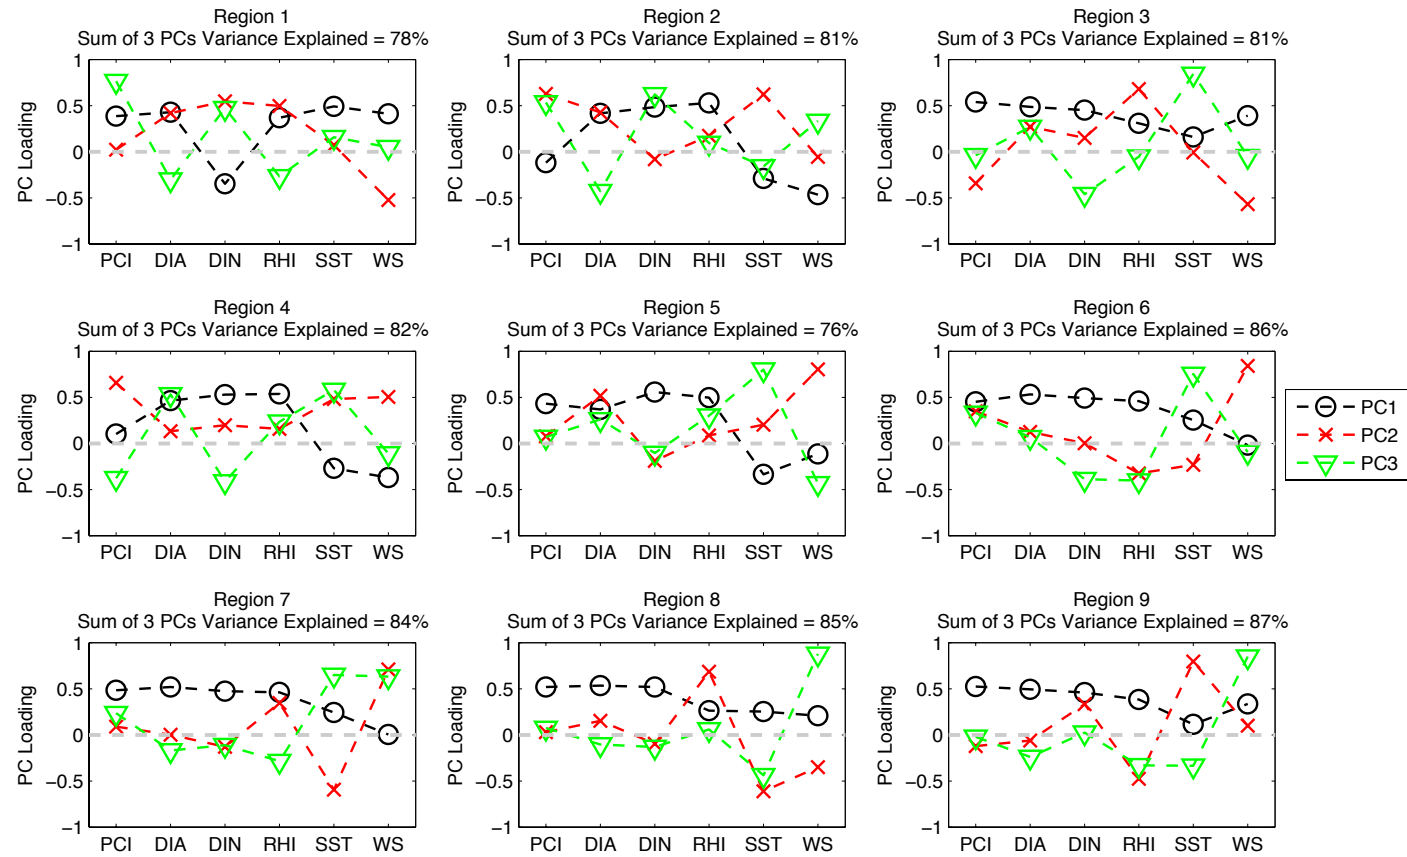 Region 1
Sum of 3 PCs Variance Explained = 78%
1
0.5
0
−0.5
−1
PC Loading
PCI DIA DIN RHI SST WS
Region 2
Sum of 3 PCs Variance Explained = 81%
1
0.5
0
−0.5
−1
PC Loading
PCI DIA DIN RHI SST WS
Region 3
Sum of 3 PCs Variance Explained = 81%
1
0.5
0
−0.5
−1
PC Loading
PCI DIA DIN RHI SST WS
Region 4
Sum of 3 PCs Variance Explained = 82%
1
0.5
0
−0.5
−1
PC Loading
PCI DIA DIN RHI SST WS
Region 5
Sum of 3 PCs Variance Explained = 76%
1
0.5
0
−0.5
−1
PC Loading
PCI DIA DIN RHI SST WS
Region 6
Sum of 3 PCs Variance Explained = 86%
1
0.5
0
−0.5
−1
PC Loading
PCI DIA DIN RHI SST WS
PC1
PC2
PC3
Region 7
Sum of 3 PCs Variance Explained = 84%
1
0.5
0
−0.5
−1
PC Loading
PCI DIA DIN RHI SST WS
Region 8
Sum of 3 PCs Variance Explained = 85%
1
0.5
0
−0.5
−1
PC Loading
PCI DIA DIN RHI SST WS
Region 9
Sum of 3 PCs Variance Explained = 87%
1
0.5
0
−0.5
−1
PC Loading
PCI DIA DIN RHI SST WS